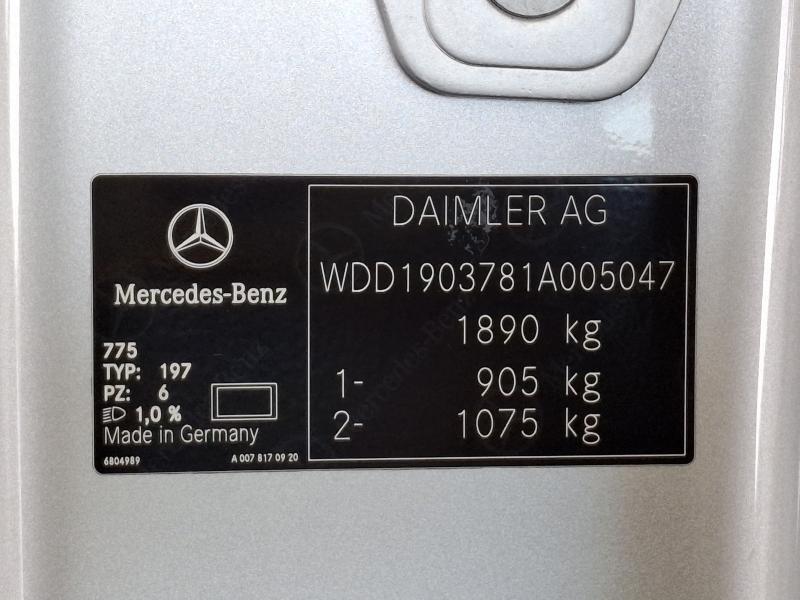 Mercedes-Benz
775
TYP: 197
PZ: 6
1,0 %
Made in Germany
6804989
A 007 817 09 20
DAIMLER AG
WDD1903781A005047
1890 kg
1- 905 kg
2- 1075 kg